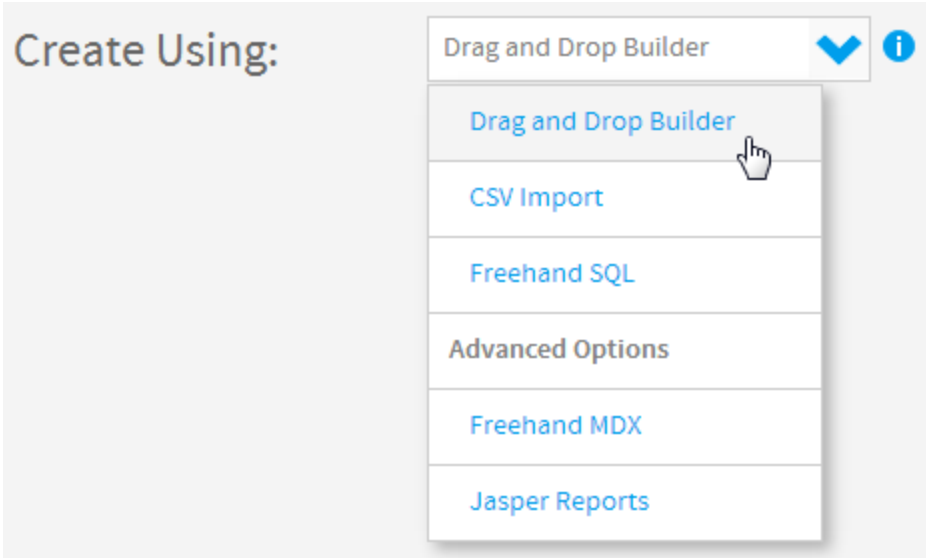 Create Using:
Drag and Drop Builder
Drag and Drop Builder
CSV Import
Freehand SQL
Advanced Options
Freehand MDX
Jasper Reports